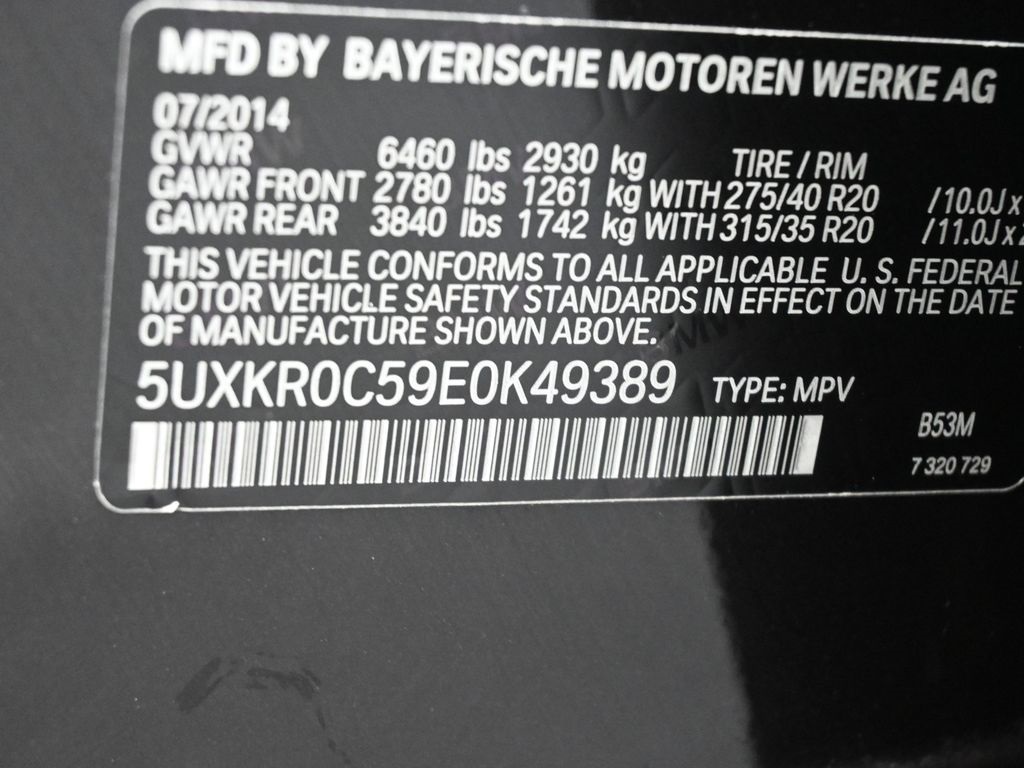 MFD BY BAYERISCHE MOTOREN WERKE AG
07/2014
GVWR 6460 lbs 2930 kg TIRE / RIM
GAWR FRONT 2780 lbs 1261 kg WITH 275/40 R20 /10.0J x
GAWR REAR 3840 lbs 1742 kg WITH 315/35 R20 /11.0J x
THIS VEHICLE CONFORMS TO ALL APPLICABLE U. S. FEDERAL
MOTOR VEHICLE SAFETY STANDARDS IN EFFECT ON THE DATE
OF MANUFACTURE SHOWN ABOVE.
5UXKR0C59E0K49389 TYPE: MPV
B53M
7 320 729